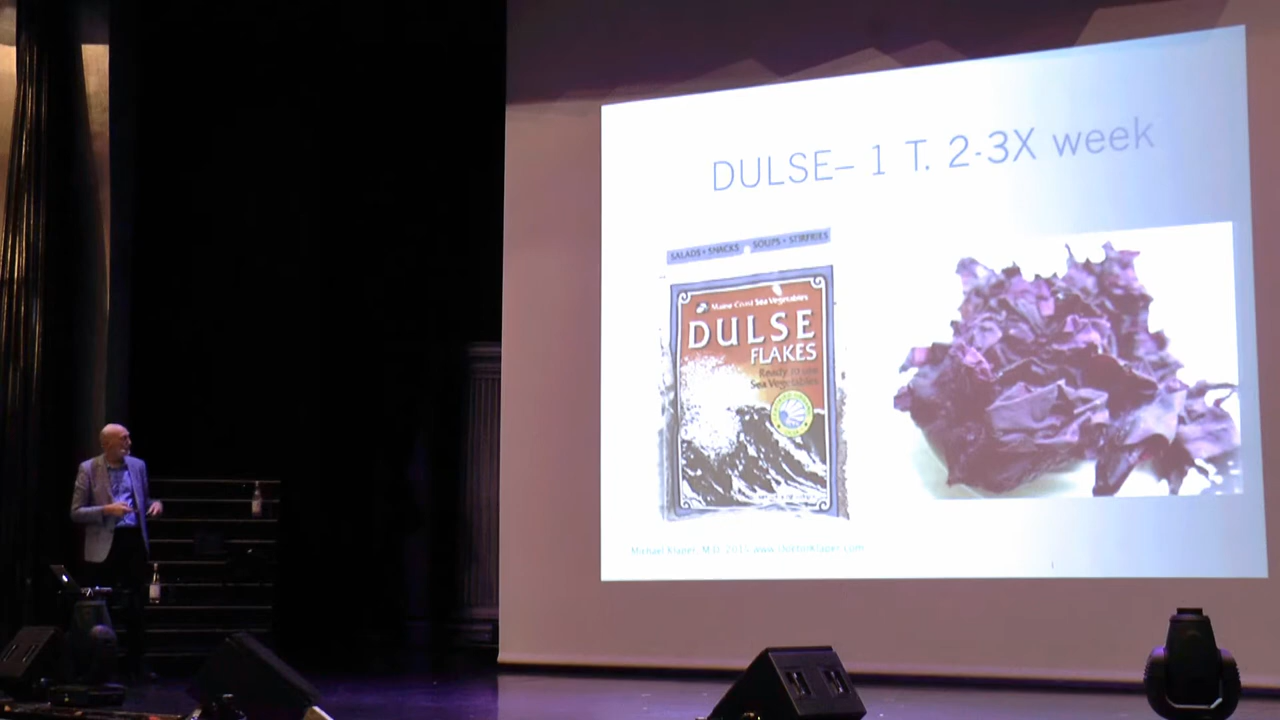 DULSE– 1 T. 2-3X week
SALADS • SNACKS SOUPS • STIRFRIES
Maine Coast Sea Vegetables
DULSE
FLAKES
Ready to use
Sea Vegetables
Michael Klaper, M.D. 2015 www.doctorklaper.com